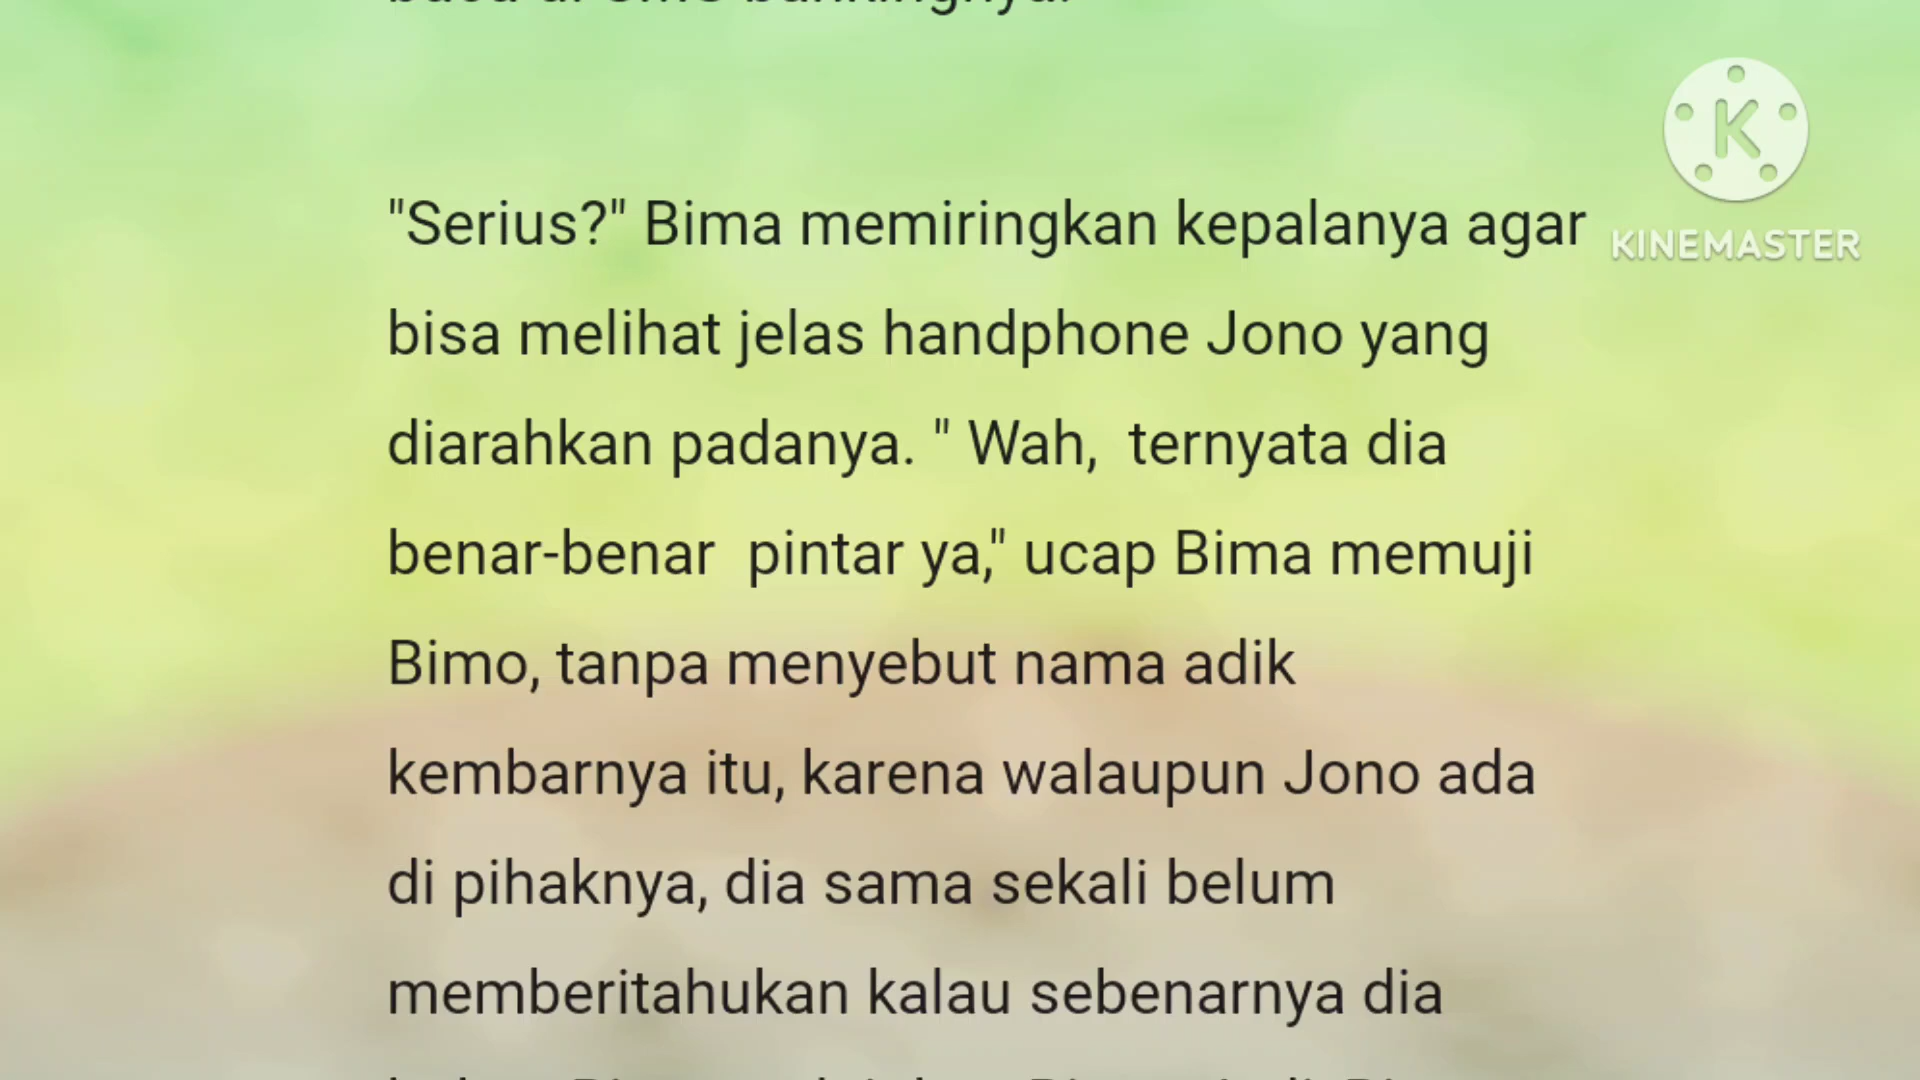 "Serius?" Bima memiringkan kepalanya agar
bisa melihat jelas handphone Jono yang
diarahkan padanya. " Wah,  ternyata dia
benar-benar  pintar ya," ucap Bima memuji
Bimo, tanpa menyebut nama adik
kembarnya itu, karena walaupun Jono ada
di pihaknya, dia sama sekali belum
memberitahukan kalau sebenarnya dia
K
KINEMASTER